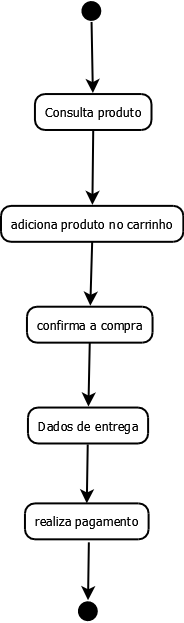 Consulta produto
adiciona produto no carrinho
confirma a compra
Dados de entrega
realiza pagamento